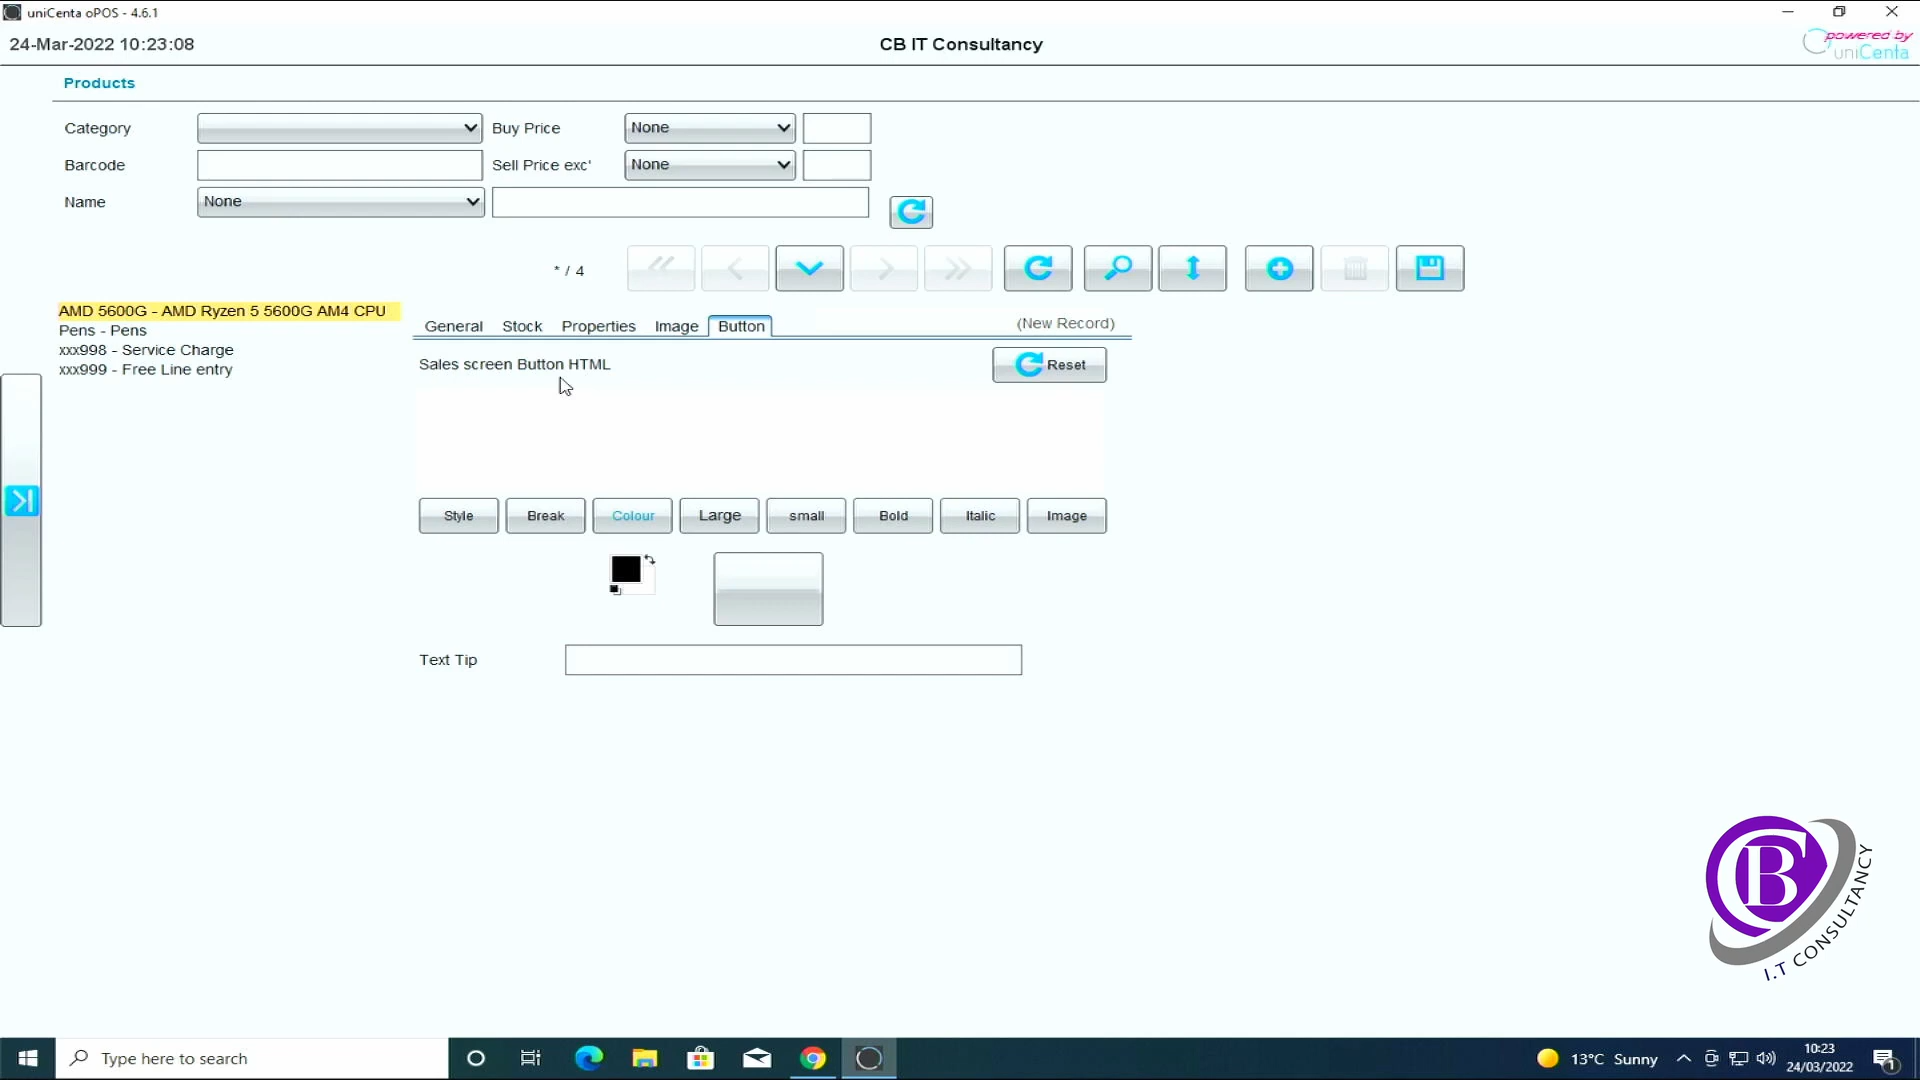 uniCenta oPOS - 4.6.1
24-Mar-2022 10:23:08
CB IT Consultancy
powered by
uniCenta
Products
Category
Buy Price
None
Barcode
Sell Price exc'
None
Name
None
* / 4
AMD 5600G - AMD Ryzen 5 5600G AM4 CPU
Pens - Pens
xxx998 - Service Charge
xxx999 - Free Line entry
General Stock Properties Image Button
(New Record)
Sales screen Button HTML
Reset
Style Break Colour Large small Bold Italic Image
Text Tip
CB
I.T CONSULTANCY
Type here to search
13°C Sunny
10:23
24/03/2022
1